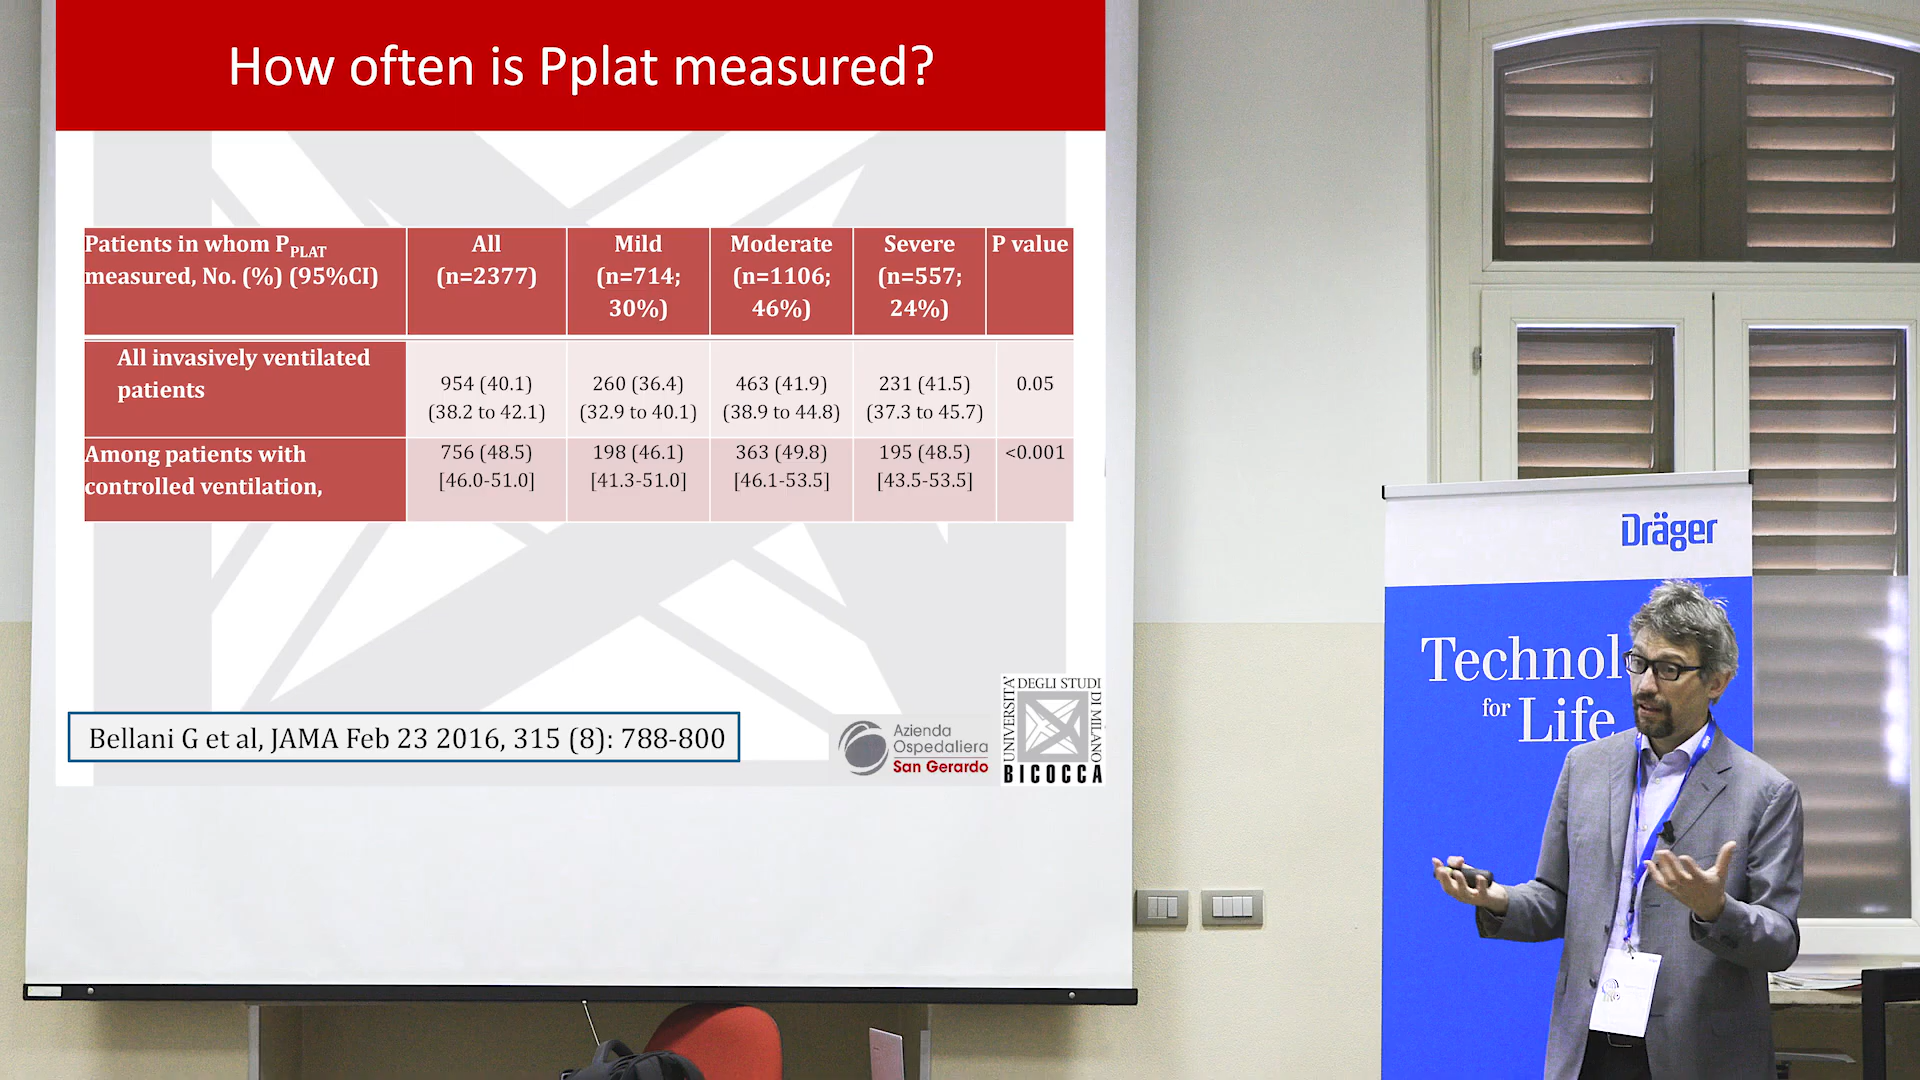 How often is Pplat measured?
Patients in whom PPLAT measured, No. (%) (95%CI)
All (n=2377)
Mild (n=714; 30%)
Moderate (n=1106; 46%)
Severe (n=557; 24%)
P value
All invasively ventilated patients
954 (40.1) (38.2 to 42.1)
260 (36.4) (32.9 to 40.1)
463 (41.9) (38.9 to 44.8)
231 (41.5) (37.3 to 45.7)
0.05
Among patients with controlled ventilation,
756 (48.5) [46.0-51.0]
198 (46.1) [41.3-51.0]
363 (49.8) [46.1-53.5]
195 (48.5) [43.5-53.5]
<0.001
Bellani G et al, JAMA Feb 23 2016, 315 (8): 788-800
Azienda
Ospedaliera
San Gerardo
UNIVERSITA' DEGLI STUDI DI MILANO
BICOCCA
Dräger
Technol
for Life